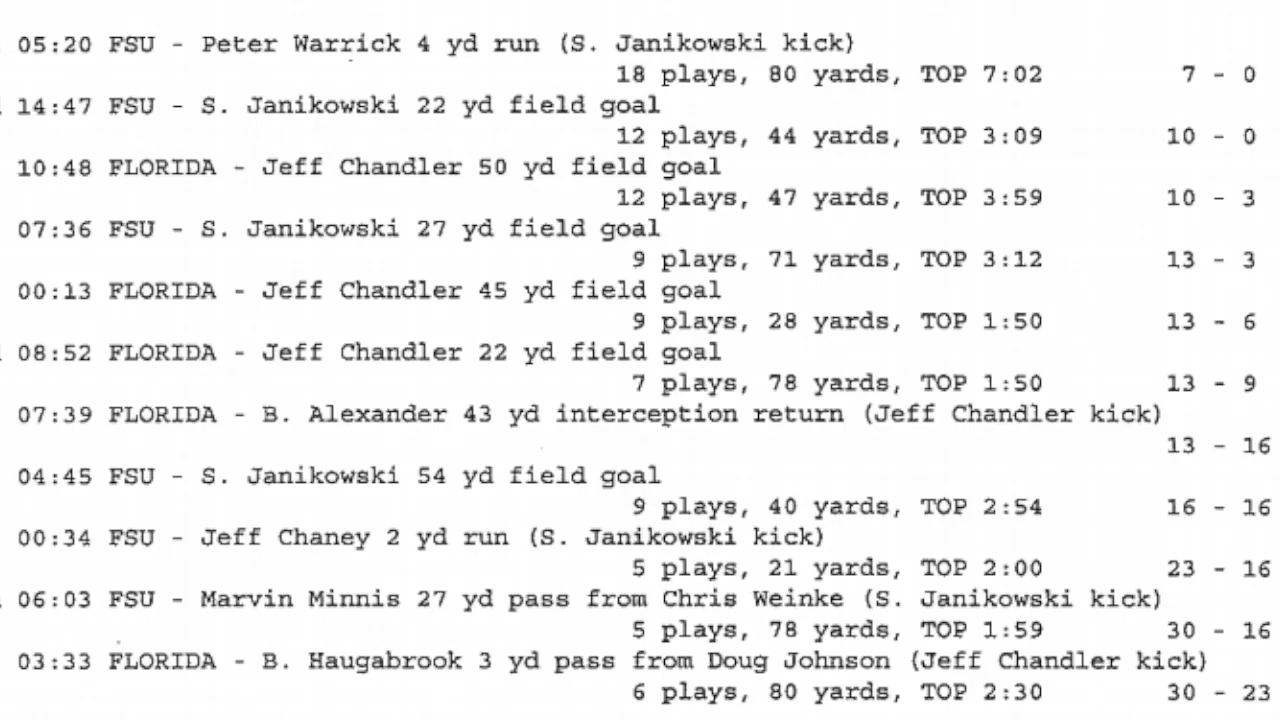 05:20 FSU - Peter Warrick 4 yd run (S. Janikowski kick)
18 plays, 80 yards, TOP 7:02 7 - 0
14:47 FSU - S. Janikowski 22 yd field goal
12 plays, 44 yards, TOP 3:09 10 - 0
10:48 FLORIDA - Jeff Chandler 50 yd field goal
12 plays, 47 yards, TOP 3:59 10 - 3
07:36 FSU - S. Janikowski 27 yd field goal
9 plays, 71 yards, TOP 3:12 13 - 3
00:13 FLORIDA - Jeff Chandler 45 yd field goal
9 plays, 28 yards, TOP 1:50 13 - 6
08:52 FLORIDA - Jeff Chandler 22 yd field goal
7 plays, 78 yards, TOP 1:50 13 - 9
07:39 FLORIDA - B. Alexander 43 yd interception return (Jeff Chandler kick)
13 - 16
04:45 FSU - S. Janikowski 54 yd field goal
9 plays, 40 yards, TOP 2:54 16 - 16
00:34 FSU - Jeff Chaney 2 yd run (S. Janikowski kick)
5 plays, 21 yards, TOP 2:00 23 - 16
06:03 FSU - Marvin Minnis 27 yd pass from Chris Weinke (S. Janikowski kick)
5 plays, 78 yards, TOP 1:59 30 - 16
03:33 FLORIDA - B. Haugabrook 3 yd pass from Doug Johnson (Jeff Chandler kick)
6 plays, 80 yards, TOP 2:30 30 - 23